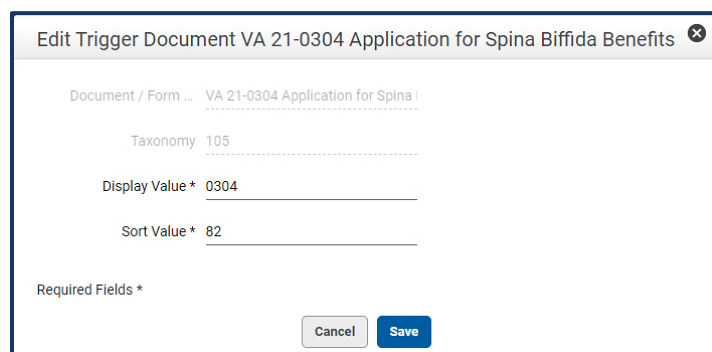 Edit Trigger Document VA 21-0304 Application for Spina Biffida Benefits
Document / Form ... VA 21-0304 Application for Spina
Taxonomy 105
Display Value * 0304
Sort Value * 82
Required Fields *
Cancel Save